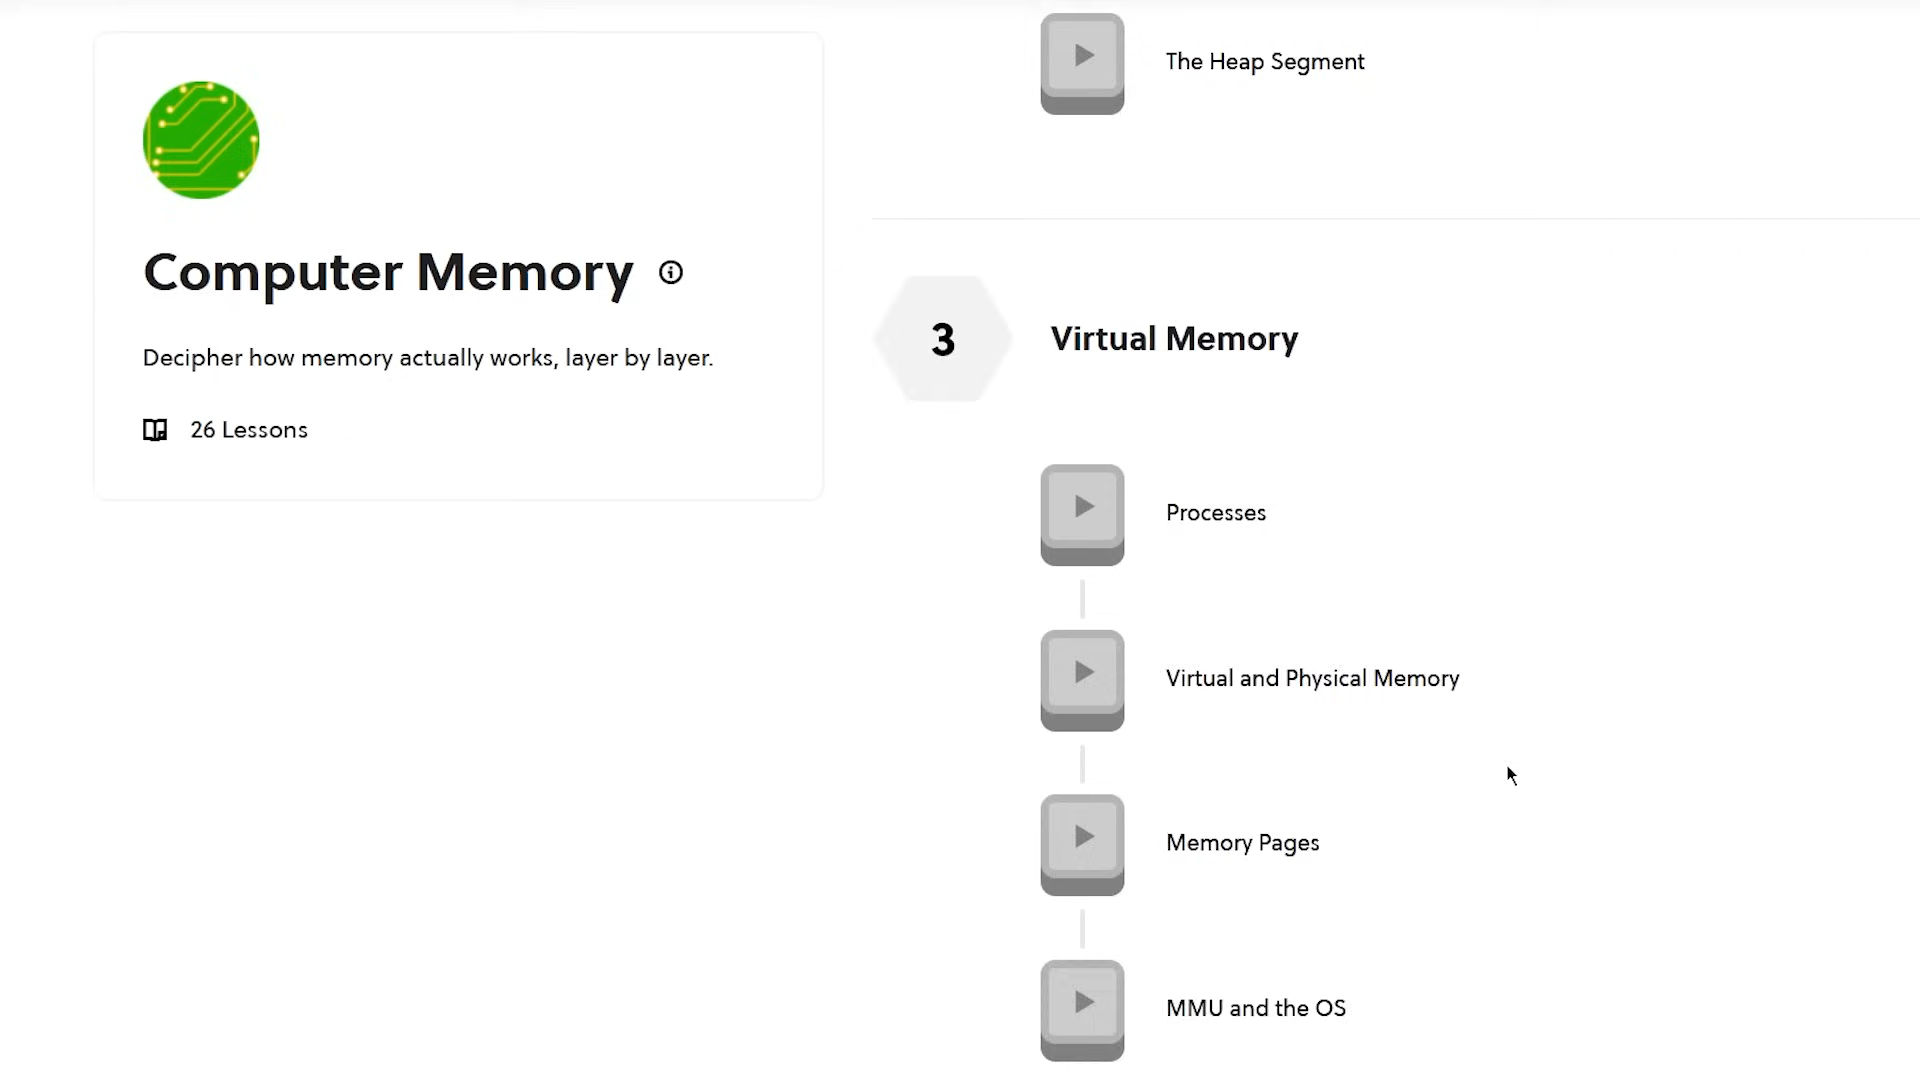 Computer Memory
Decipher how memory actually works, layer by layer.
26 Lessons
The Heap Segment
3
Virtual Memory
Processes
Virtual and Physical Memory
Memory Pages
MMU and the OS